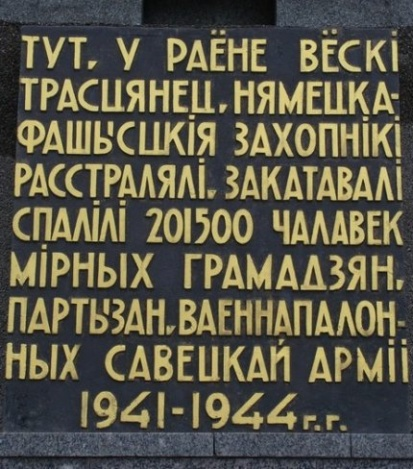 ТУТ, У РАЁНЕ ВЁСКІ
ТРАСЦЯНЕЦ, НЯМЕЦКА-
ФАШЫСЦКІЯ ЗАХОПНІКІ
РАССТРАЛЯЛІ, ЗАКАТАВАЛІ
СПАЛІЛІ 201500 ЧАЛАВЕК
МІРНЫХ ГРАМАДЗЯН,
ПАРТЫЗАН, ВАЕННАПАЛОН-
НЫХ САВЕЦКАЙ АРМІІ
1941-1944 г.г.